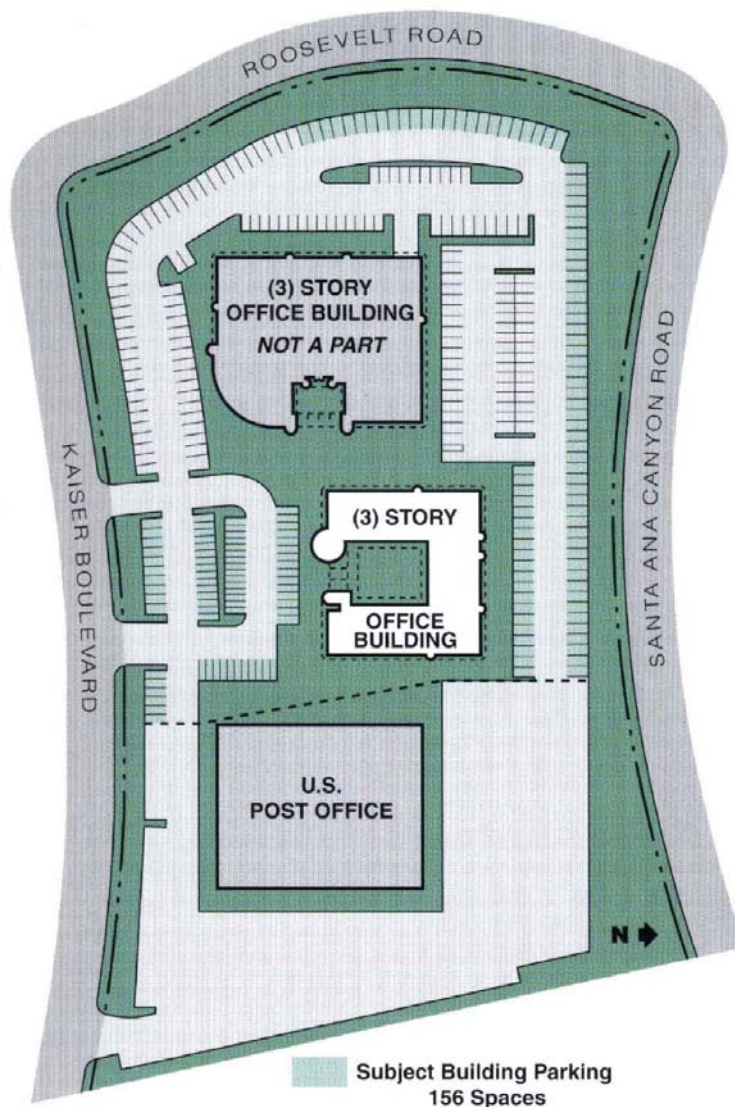 ROOSEVELT ROAD
(3) STORY
OFFICE BUILDING
NOT A PART
KAISER BOULEVARD
SANTA ANA CANYON ROAD
(3) STORY
OFFICE
BUILDING
U.S.
POST OFFICE
N
Subject Building Parking
156 Spaces